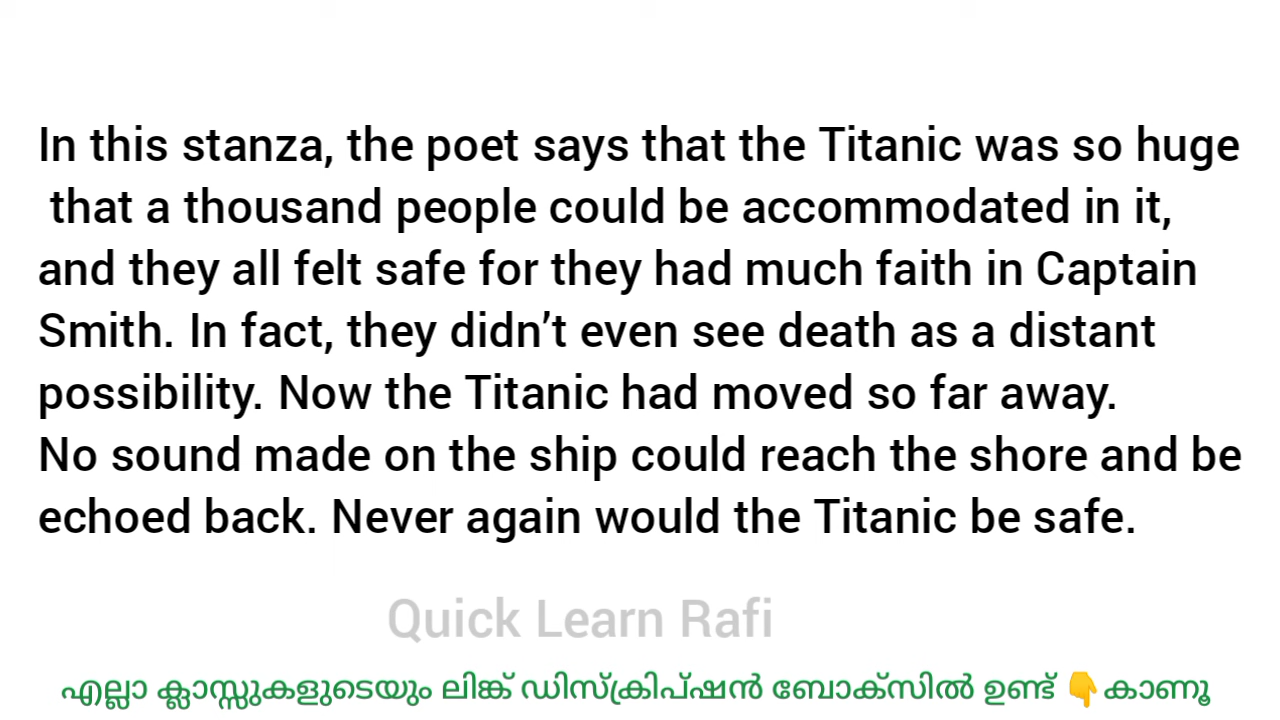 In this stanza, the poet says that the Titanic was so huge
that a thousand people could be accommodated in it,
and they all felt safe for they had much faith in Captain
Smith. In fact, they didn’t even see death as a distant
possibility. Now the Titanic had moved so far away.
No sound made on the ship could reach the shore and be
echoed back. Never again would the Titanic be safe.
Quick Learn Rafi
എല്ലാ ക്ലാസ്സുകളുടെയും ലിങ്ക് ഡിസ്ക്രിപ്ഷൻ ബോക്സിൽ ഉണ്ട് 👇കാണൂ